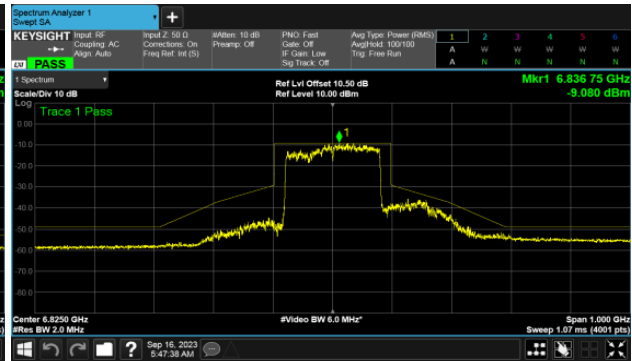 Spectrum Analyzer 1
Swept SA
+
KEYSIGHT Input: RF Input Z: 50 Ω #Atten: 10 dB PNO: Fast Avg Type: Power (RMS) 1 2 3 4 5 6
Coupling: AC Corrections: On Preamp: Off Gate: Off Avg|Hold: 100/100 A W W W W W
Align: Auto Freq Ref: Int (S) IF Gain: Low Trig: Free Run
LXI PASS Sig Track: Off A N N N N N
1 Spectrum Ref Lvl Offset 10.50 dB Mkr1 6.836 75 GHz
Scale/Div 10 dB Ref Level 10.00 dBm -9.080 dBm
Log Trace 1 Pass
0.00
1
-10.0
-20.0
-30.0
-40.0
-50.0
-60.0
-70.0
-80.0
Center 6.8250 GHz #Video BW 6.0 MHz* Span 1.000 GHz
#Res BW 2.0 MHz Sweep 1.07 ms (4001 pts)
? Sep 16, 2023
5:47:38 AM